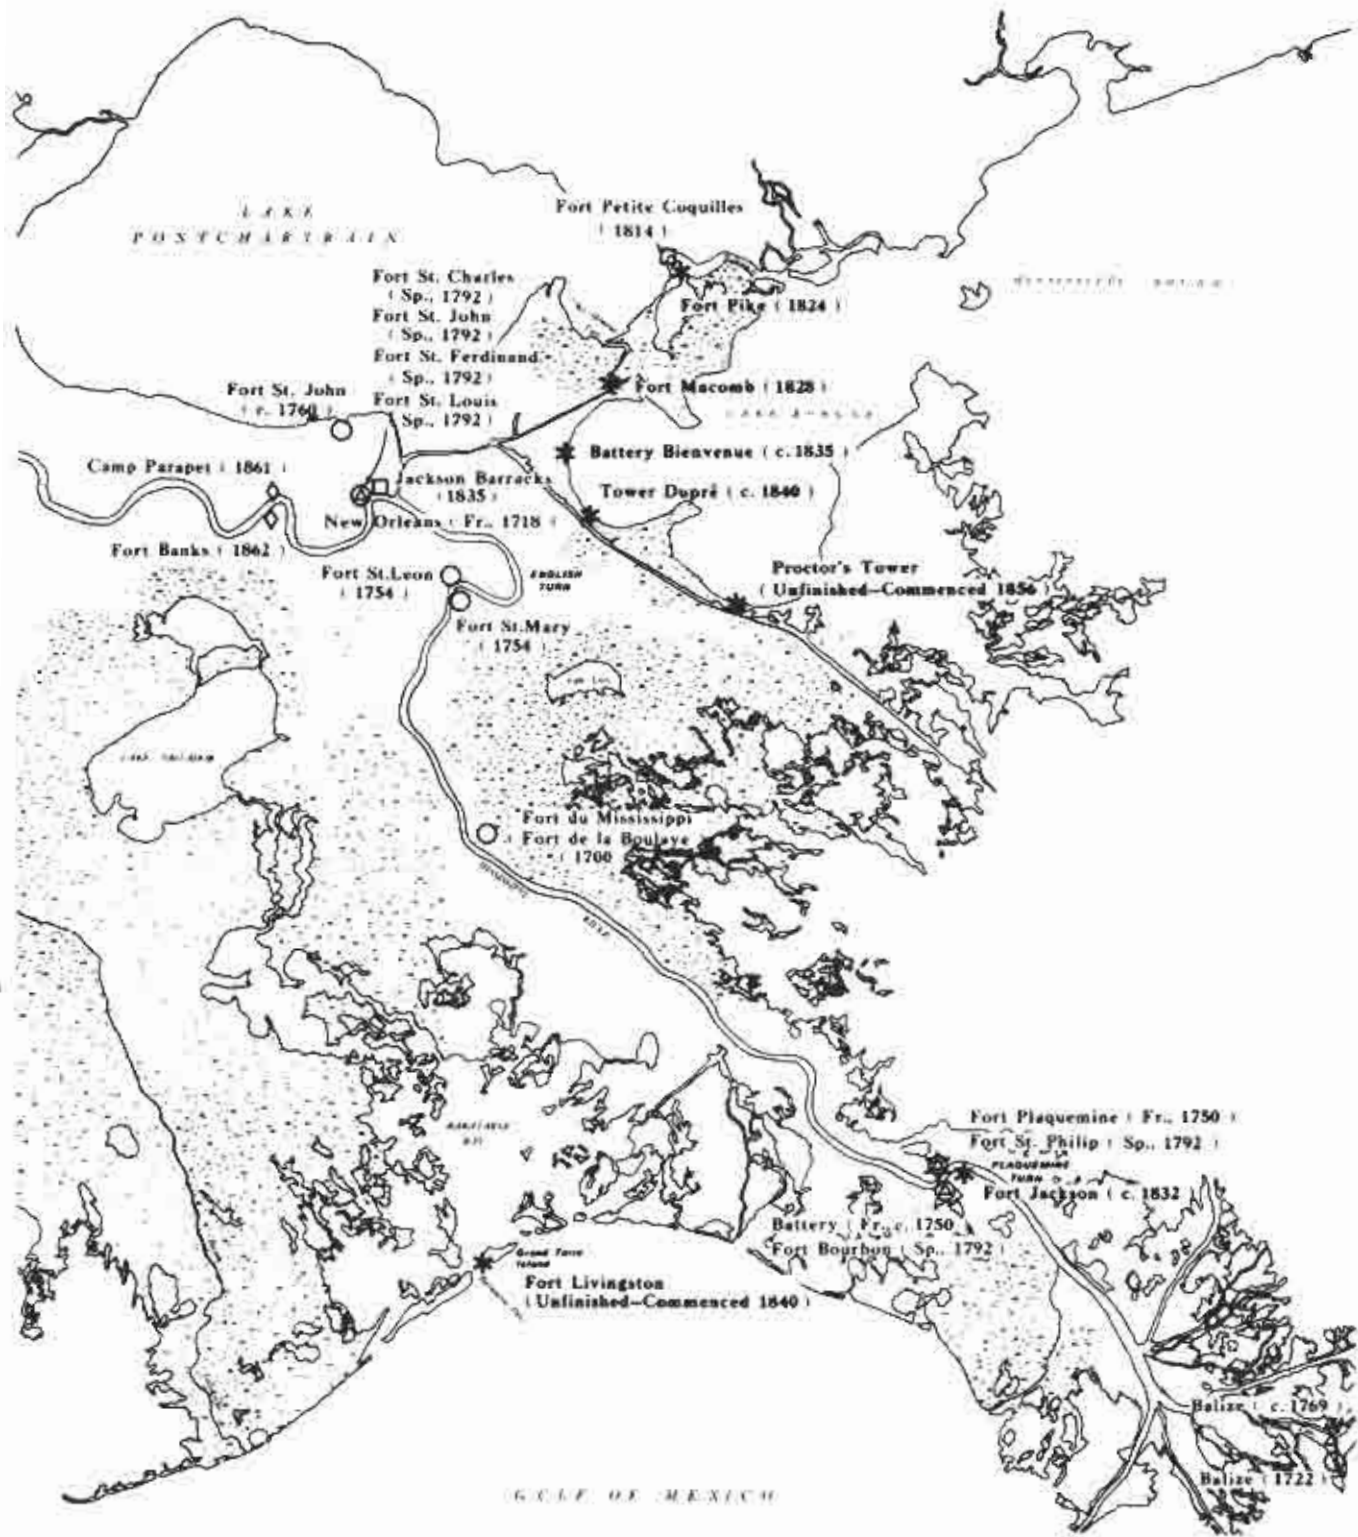 LAKE
PONTCHARTRAIN
Fort Petite Coquilles
( 1814 )
Fort St. Charles
( Sp., 1792 )
Fort St. John
( Sp., 1792 )
Fort St. Ferdinand
( Sp., 1792 )
Fort St. Louis
( Sp., 1792 )
Fort Pike ( 1824 )
Fort Macomb ( 1828 )
Fort St. John
( c. 1760 )
Battery Bienvenue ( c. 1835 )
Camp Parapet ( 1861 )
Jackson Barracks
( 1835 )
Tower Dupré ( c. 1840 )
New Orleans ( Fr., 1718 )
Fort Banks ( 1862 )
Fort St. Leon
( 1754 )
ENGLISH
TURN
Proctor's Tower
( Unfinished–Commenced 1856 )
Fort St. Mary
( 1754 )
Fort du Mississippi
( Fort de la Boulaye )
( 1700 )
MISSISSIPPI
RIVER
BARATARIA
BAY
Fort Plaquemine ( Fr., 1750 )
Fort St. Philip ( Sp., 1792 )
PLAQUEMINE
TURN
Fort Jackson ( c. 1832 )
Battery ( Fr., c. 1750 )
Fort Bourbon ( Sp., 1792 )
Grand Terre
Island
Fort Livingston
( Unfinished–Commenced 1840 )
Balize ( c. 1769 )
Balize ( 1722 )
GULF OF MEXICO